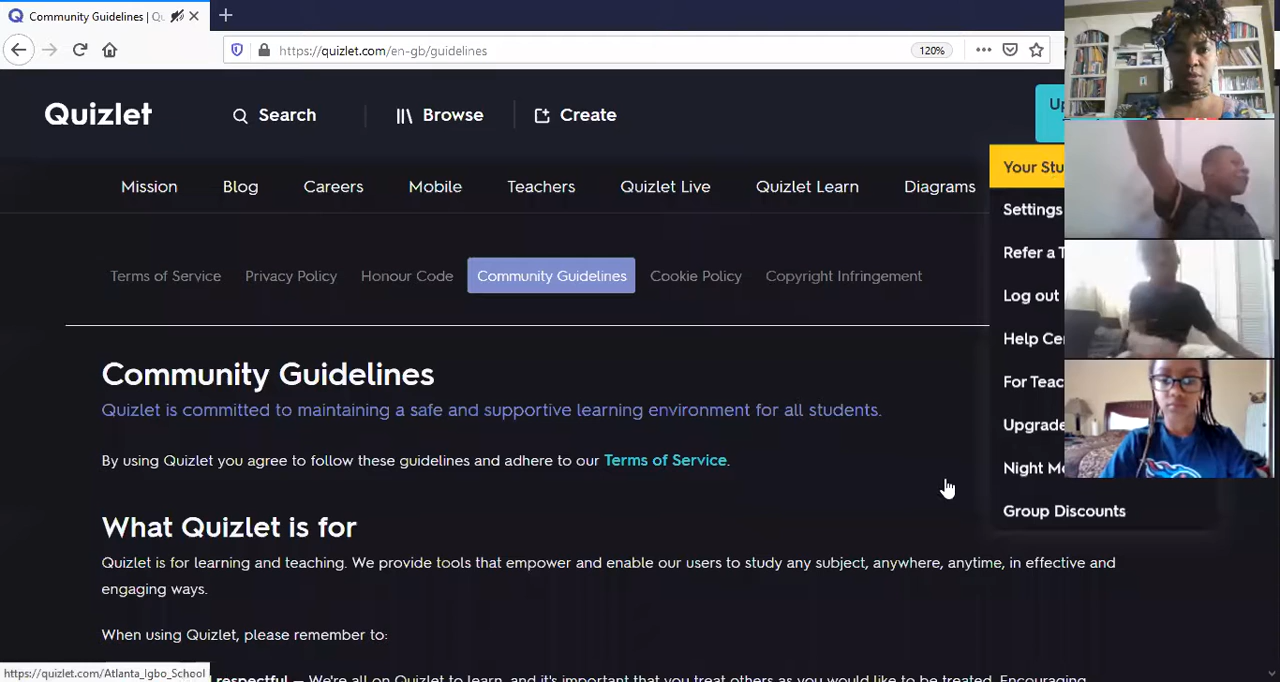 Community Guidelines | Qu
https://quizlet.com/en-gb/guidelines
120%
Quizlet
Search
Browse
Create
Up
Mission
Blog
Careers
Mobile
Teachers
Quizlet Live
Quizlet Learn
Diagrams
Your Stu
Settings
Refer a T
Log out
Help Cen
For Teac
Upgrade
Night Mo
Group Discounts
Terms of Service
Privacy Policy
Honour Code
Community Guidelines
Cookie Policy
Copyright Infringement
Community Guidelines
Quizlet is committed to maintaining a safe and supportive learning environment for all students.
By using Quizlet you agree to follow these guidelines and adhere to our Terms of Service.
What Quizlet is for
Quizlet is for learning and teaching. We provide tools that empower and enable our users to study any subject, anywhere, anytime, in effective and
engaging ways.
When using Quizlet, please remember to:
respectful — We're all on Quizlet to learn, and it's important that you treat others as you would like to be treated. Encouraging
https://quizlet.com/Atlanta_Igbo_School